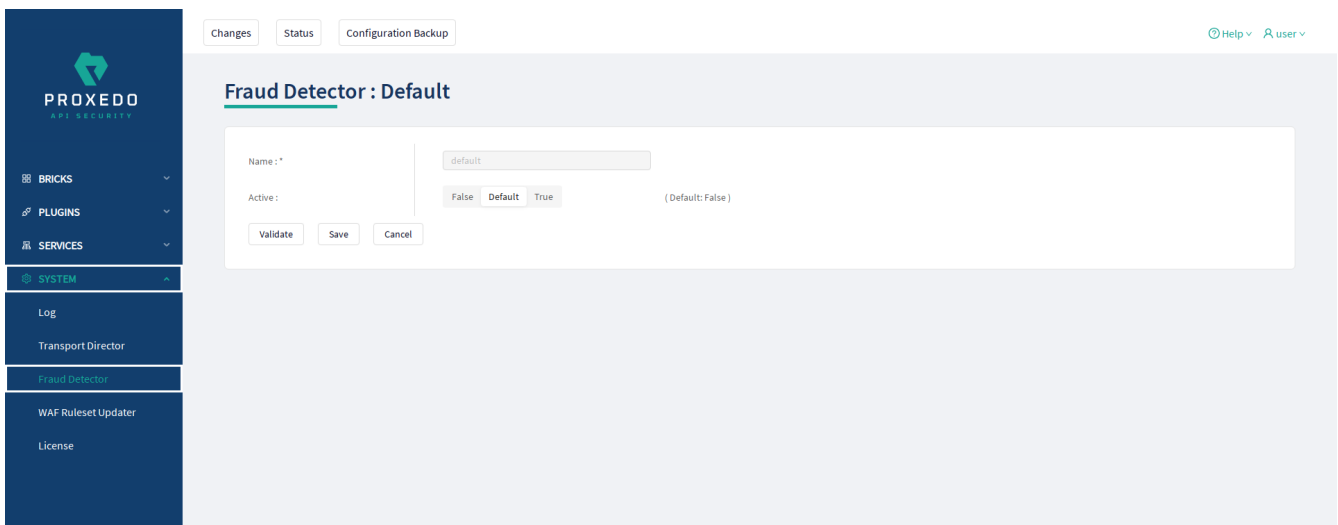 Changes Status Configuration Backup Help user
PROXEDO
API SECURITY
Fraud Detector : Default
Name : * default
Active : False Default True ( Default: False )
Validate Save Cancel
BRICKS
PLUGINS
SERVICES
SYSTEM
Log
Transport Director
Fraud Detector
WAF Ruleset Updater
License